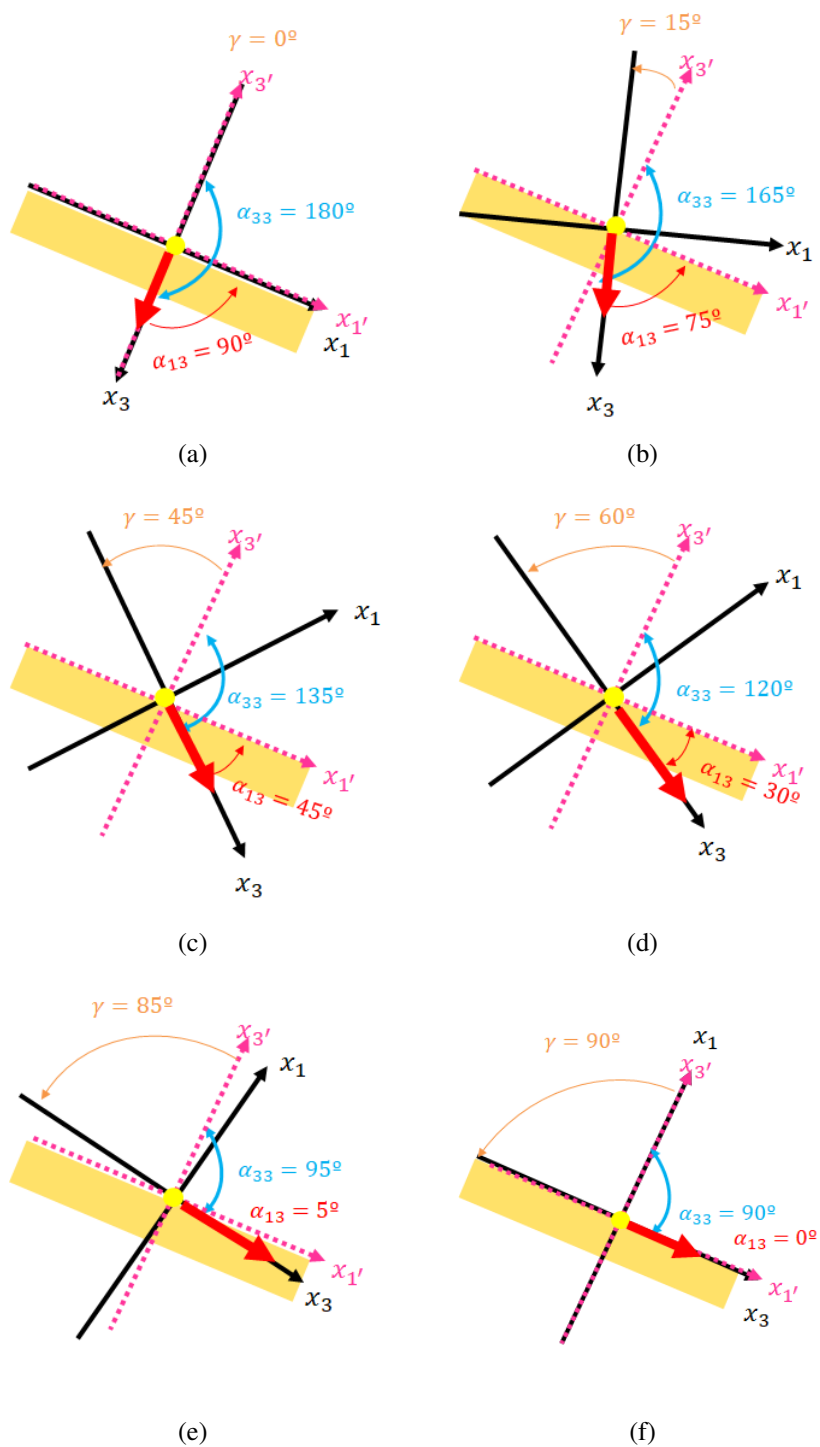 γ = 0º
x₃′
α₃₃ = 180º
x₁′
α₁₃ = 90º
x₁
x₃
(a)
γ = 15º
x₃′
α₃₃ = 165º
x₁
x₁′
α₁₃ = 75º
x₃
(b)
γ = 45º
x₃′
x₁
α₃₃ = 135º
x₁′
α₁₃ = 45º
x₃
(c)
γ = 60º
x₃′
x₁
α₃₃ = 120º
x₁′
α₁₃ = 30º
x₃
(d)
γ = 85º
x₃′
x₁
α₃₃ = 95º
α₁₃ = 5º
x₁′
x₃
(e)
γ = 90º
x₁
x₃′
α₃₃ = 90º
α₁₃ = 0º
x₁′
x₃
(f)